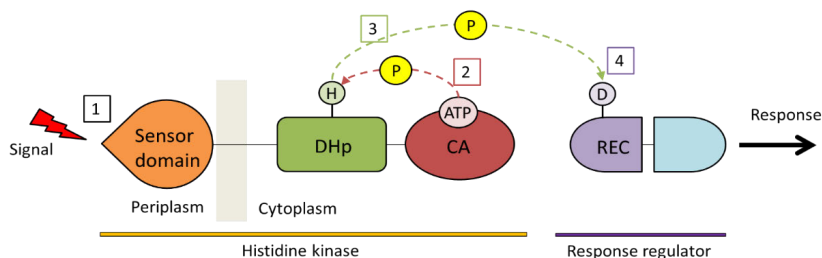 3
P
4
P
2
1
H
D
ATP
Response
Signal
Sensor
domain
DHp
CA
REC
Periplasm
Cytoplasm
Histidine kinase
Response regulator